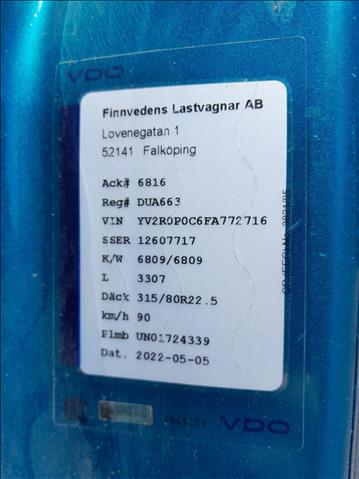 VDO
Finnvedens Lastvagnar AB
Lovenegatan 1
52141 Falköping
Ack# 6816
Reg# DUA663
VIN YV2R0P0C6FA772716
SSER 12607717
K/W 6809/6809
L 3307
Däck 315/80R22.5
km/h 90
Plmb UN01724339
Dat. 2022-05-05
VDO